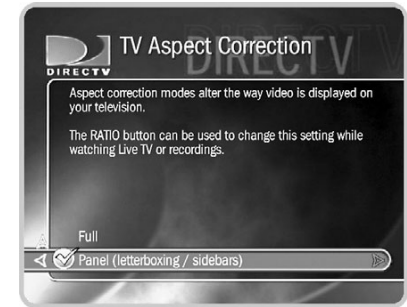 TV Aspect Correction
DIRECTV
DIRECTV
Aspect correction modes alter the way video is displayed on
your television.
The RATIO button can be used to change this setting while
watching Live TV or recordings.
Full
Panel (letterboxing / sidebars)